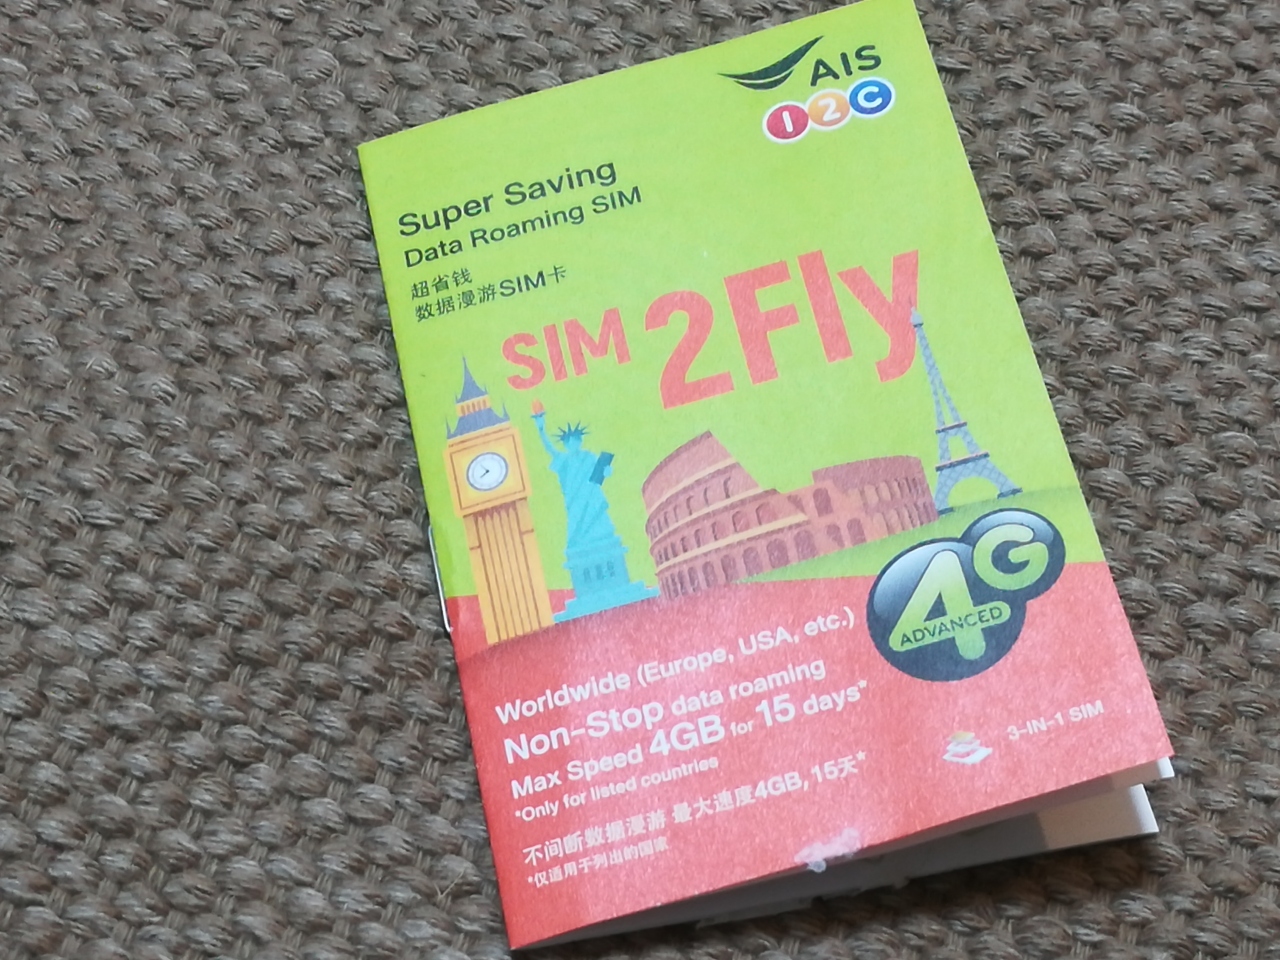 AIS
12C
Super Saving
Data Roaming SIM
超省钱
数据漫游SIM卡
SIM 2Fly
4G
ADVANCED
Worldwide (Europe, USA, etc.)
Non-Stop data roaming
Max Speed 4GB for 15 days*
*Only for listed countries
不间断数据漫游 最大速度4GB, 15天*
*仅适用于列出的国家
3-IN-1 SIM